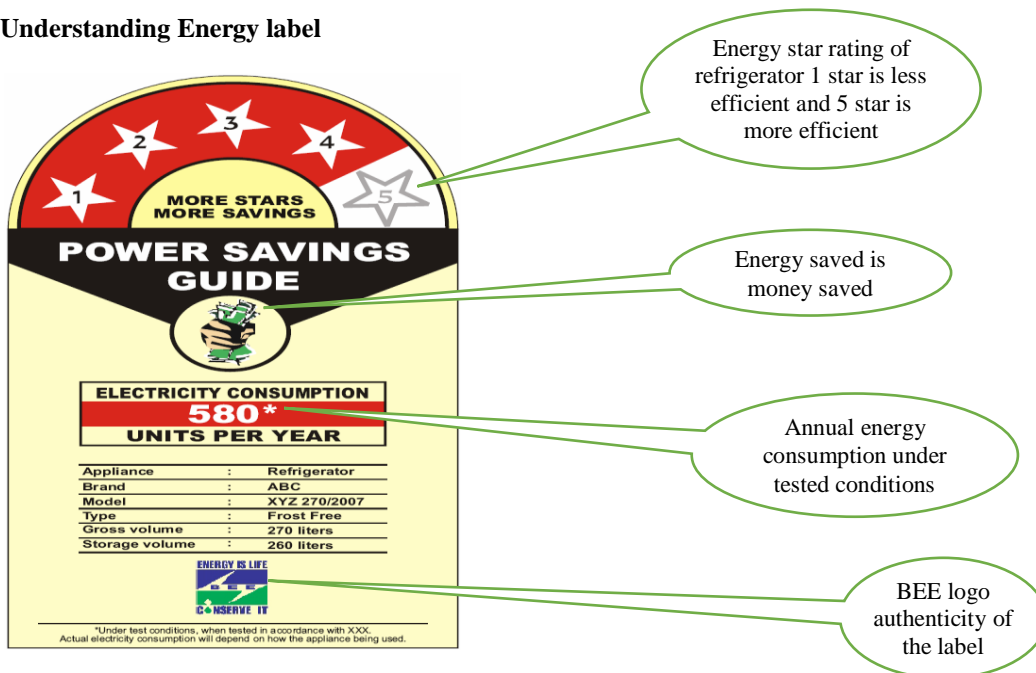 Understanding Energy label
Energy star rating of
refrigerator 1 star is less
efficient and 5 star is
more efficient
1
2
3
4
5
MORE STARS
MORE SAVINGS
POWER SAVINGS
GUIDE
Energy saved is
money saved
ELECTRICITY CONSUMPTION
580*
UNITS PER YEAR
Annual energy
consumption under
tested conditions
Appliance : Refrigerator
Brand : ABC
Model : XYZ 270/2007
Type : Frost Free
Gross volume : 270 liters
Storage volume : 260 liters
ENERGY IS LIFE
BEE
CONSERVE IT
BEE logo
authenticity of
the label
*Under test conditions, when tested in accordance with XXX.
Actual electricity consumption will depend on how the appliance being used.